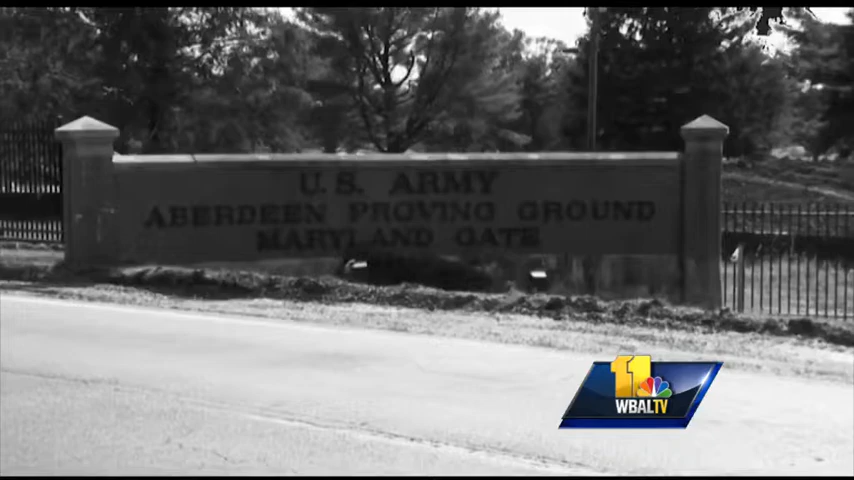 U.S. ARMY
ABERDEEN PROVING GROUND
MARYLAND GATE
11
WBALTV